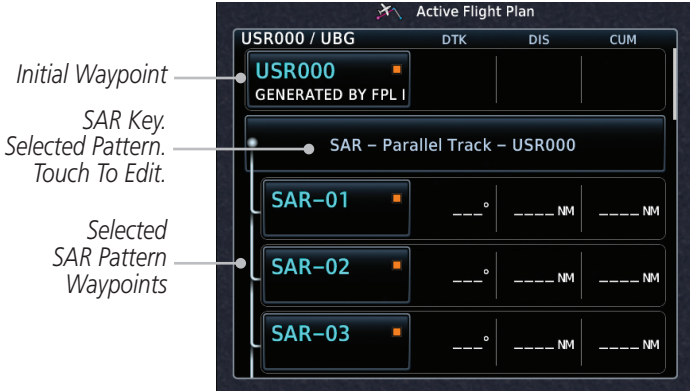 Active Flight Plan
USR000 / UBG DTK DIS CUM
Initial Waypoint
USR000
GENERATED BY FPL I
SAR Key.
Selected Pattern.
Touch To Edit.
SAR – Parallel Track – USR000
Selected
SAR Pattern
Waypoints
SAR–01 ___° ____ NM ____ NM
SAR–02 ___° ____ NM ____ NM
SAR–03 ___° ____ NM ____ NM